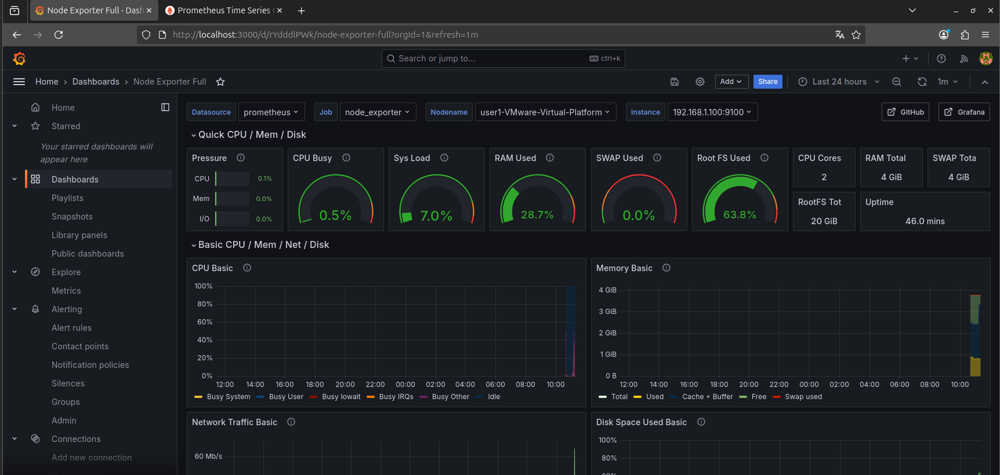 Node Exporter Full - Dash
Prometheus Time Series
http://localhost:3000/d/rYdddlPWk/node-exporter-full?orgId=1&refresh=1m
Search or jump to...
ctrl+k
Home › Dashboards › Node Exporter Full
Add
Share
Last 24 hours
1m
Home
Starred
Your starred dashboards will
appear here
Dashboards
Playlists
Snapshots
Library panels
Public dashboards
Explore
Metrics
Alerting
Alert rules
Contact points
Notification policies
Silences
Groups
Admin
Connections
Add new connection
Datasource prometheus Job node_exporter Nodename user1-VMware-Virtual-Platform Instance 192.168.1.100:9100 GitHub Grafana
Quick CPU / Mem / Disk
Pressure
CPU 0.1%
Mem 0.0%
I/O 0.0%
CPU Busy
0.5%
Sys Load
7.0%
RAM Used
28.7%
SWAP Used
0.0%
Root FS Used
63.8%
CPU Cores
2
RAM Total
4 GiB
SWAP Tota
4 GiB
RootFS Tot
20 GiB
Uptime
46.0 mins
Basic CPU / Mem / Net / Disk
CPU Basic
100%
80%
60%
40%
20%
0%
12:00 14:00 16:00 18:00 20:00 22:00 00:00 02:00 04:00 06:00 08:00 10:00
Busy System Busy User Busy Iowait Busy IRQs Busy Other Idle
Memory Basic
4 GiB
3 GiB
2 GiB
1 GiB
0 B
12:00 14:00 16:00 18:00 20:00 22:00 00:00 02:00 04:00 06:00 08:00 10:00
Total Used Cache + Buffer Free Swap used
Network Traffic Basic
60 Mb/s
Disk Space Used Basic
100%
80%